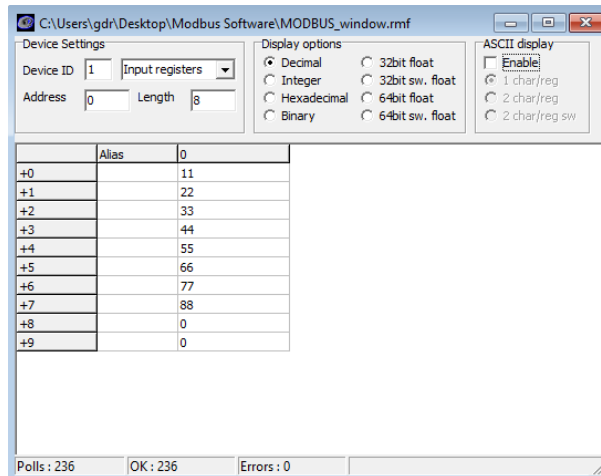 C:\Users\gdr\Desktop\Modbus Software\MODBUS_window.rmf
Device Settings
Device ID 1 Input registers
Address 0 Length 8
Display options
Decimal 32bit float
Integer 32bit sw. float
Hexadecimal 64bit float
Binary 64bit sw. float
ASCII display
Enable
1 char/reg
2 char/reg
2 char/reg sw
Alias 0
+0 11
+1 22
+2 33
+3 44
+4 55
+5 66
+6 77
+7 88
+8 0
+9 0
Polls : 236 OK : 236 Errors : 0